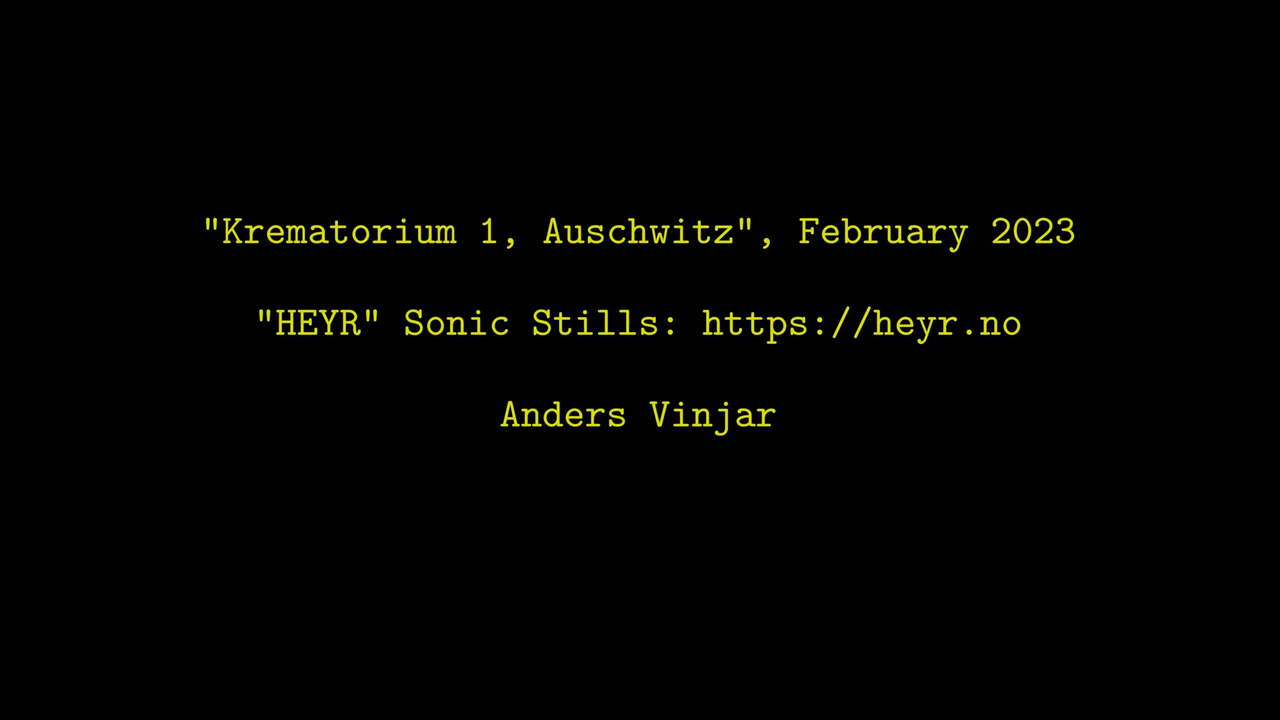 "Krematorium 1, Auschwitz", February 2023
"HEYR" Sonic Stills: https://heyr.no
Anders Vinjar